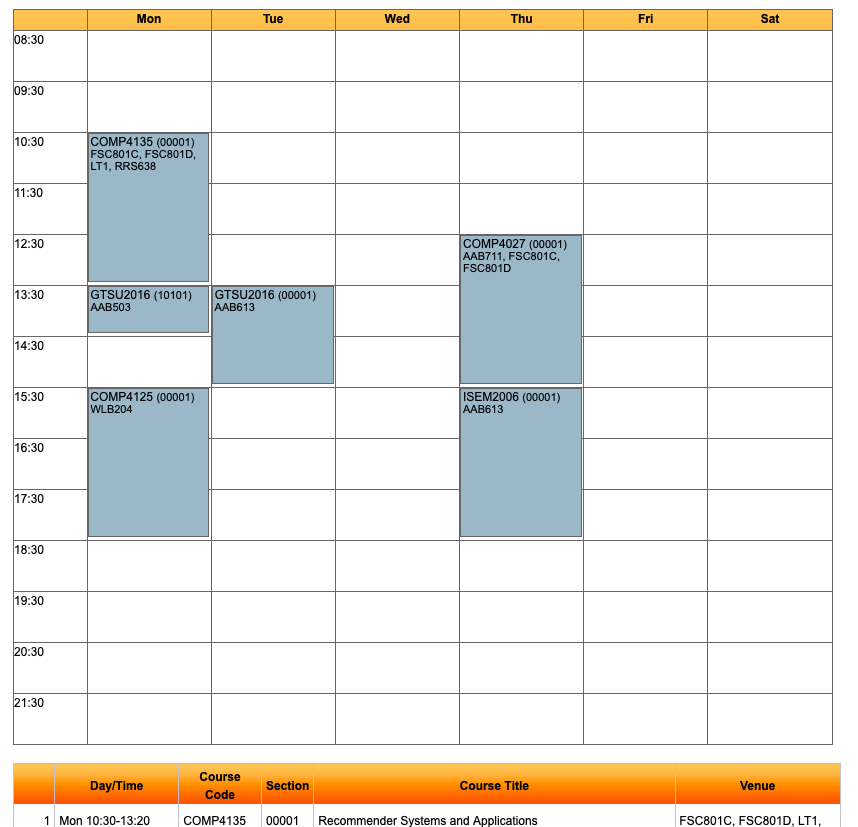 Mon Tue Wed Thu Fri Sat
08:30
09:30
10:30
COMP4135 (00001)
FSC801C, FSC801D,
LT1, RRS638
11:30
12:30
COMP4027 (00001)
AAB711, FSC801C,
FSC801D
13:30
GTSU2016 (10101)
AAB503
GTSU2016 (00001)
AAB613
14:30
15:30
COMP4125 (00001)
WLB204
ISEM2006 (00001)
AAB613
16:30
17:30
18:30
19:30
20:30
21:30
Day/Time Course Code Section Course Title Venue
1 Mon 10:30-13:20 COMP4135 00001 Recommender Systems and Applications FSC801C, FSC801D, LT1,